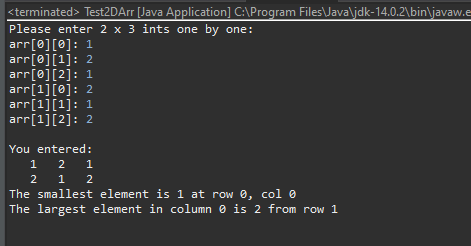 <terminated> Test2DArr [Java Application] C:\Program Files\Java\jdk-14.0.2\bin\javaw.e
Please enter 2 x 3 ints one by one:
arr[0][0]: 1
arr[0][1]: 2
arr[0][2]: 1
arr[1][0]: 2
arr[1][1]: 1
arr[1][2]: 2

You entered:
   1   2   1
   2   1   2
The smallest element is 1 at row 0, col 0
The largest element in column 0 is 2 from row 1